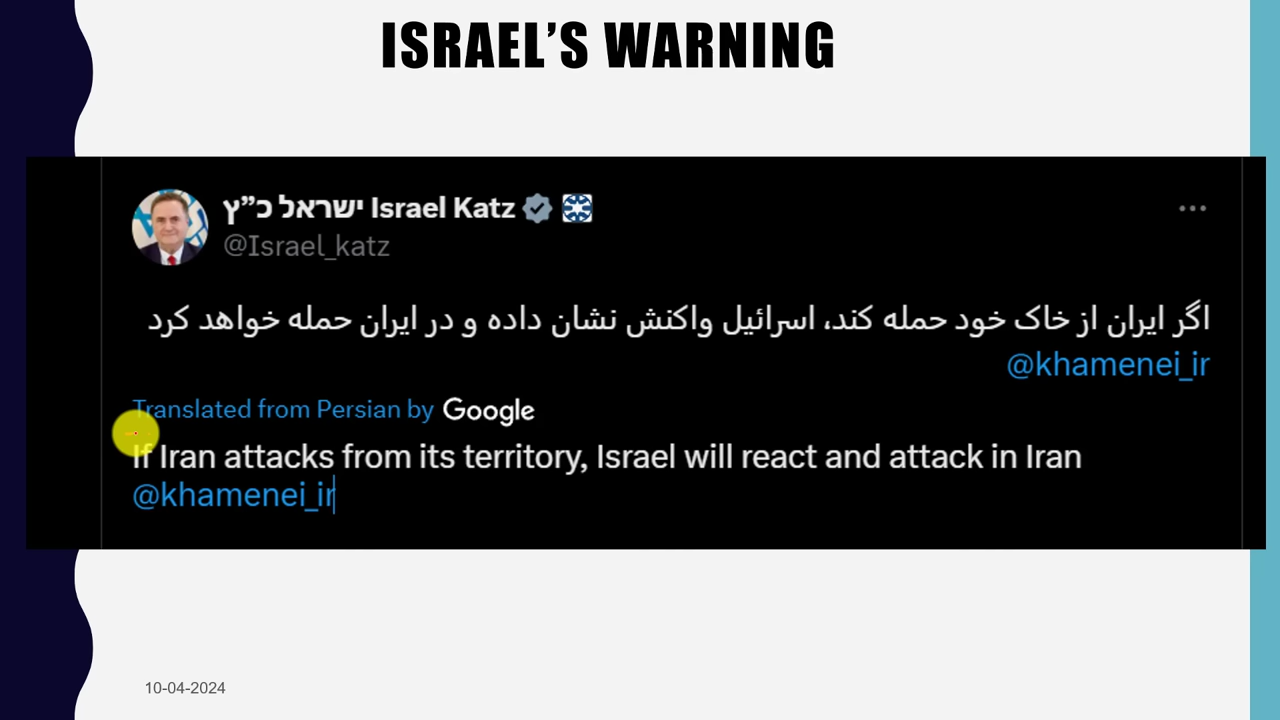 ISRAEL’S WARNING
ישראל כ”ץ Israel Katz
@Israel_katz
اگر ایران از خاک خود حمله کند، اسرائیل واکنش نشان داده و در ایران حمله خواهد کرد
@khamenei_ir
Translated from Persian by Google
If Iran attacks from its territory, Israel will react and attack in Iran
@khamenei_ir
10-04-2024